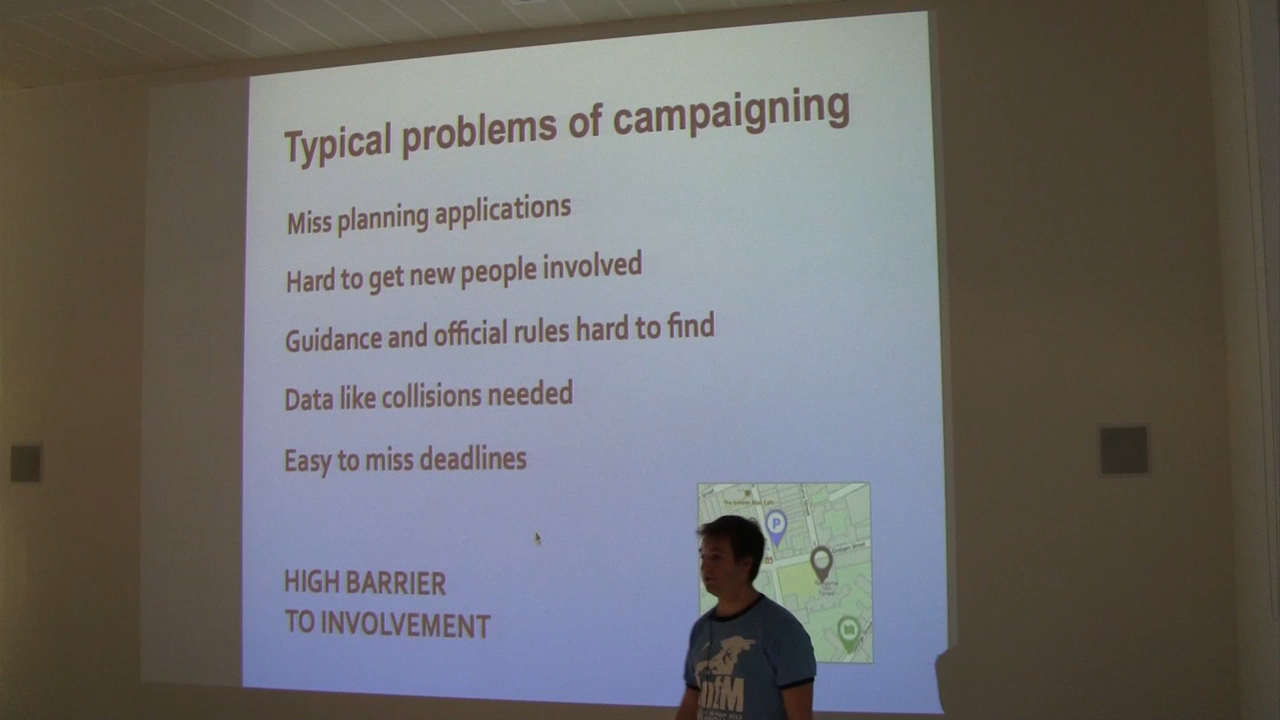 Typical problems of campaigning
Miss planning applications
Hard to get new people involved
Guidance and official rules hard to find
Data like collisions needed
Easy to miss deadlines
HIGH BARRIER
TO INVOLVEMENT
P